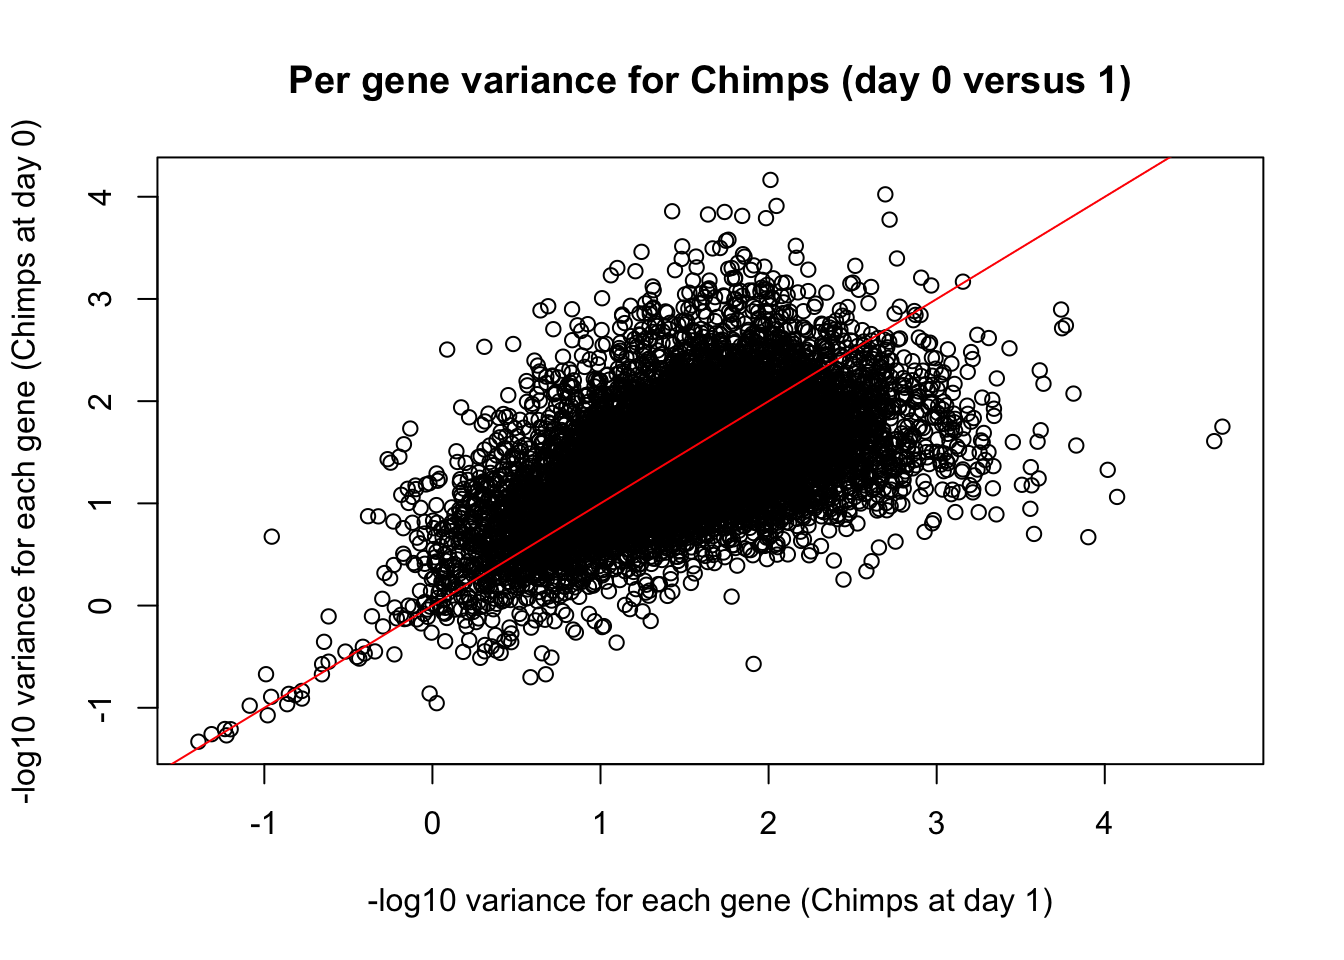 Per gene variance for Chimps (day 0 versus 1)
-log10 variance for each gene (Chimps at day 0)
4
3
2
1
0
-1
-1 0 1 2 3 4
-log10 variance for each gene (Chimps at day 1)